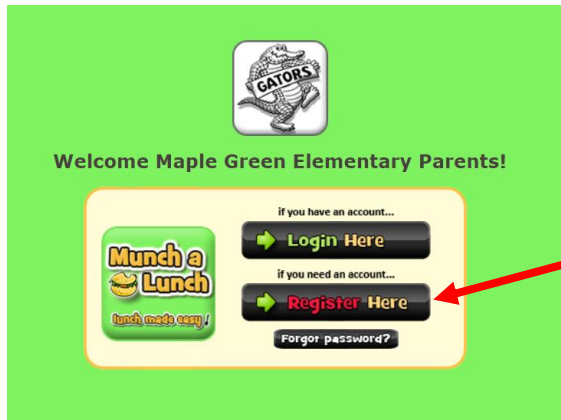 GATORS
Welcome Maple Green Elementary Parents!
if you have an account...
Login Here
Munch a
Lunch
lunch made easy!
if you need an account...
Register Here
Forgot password?